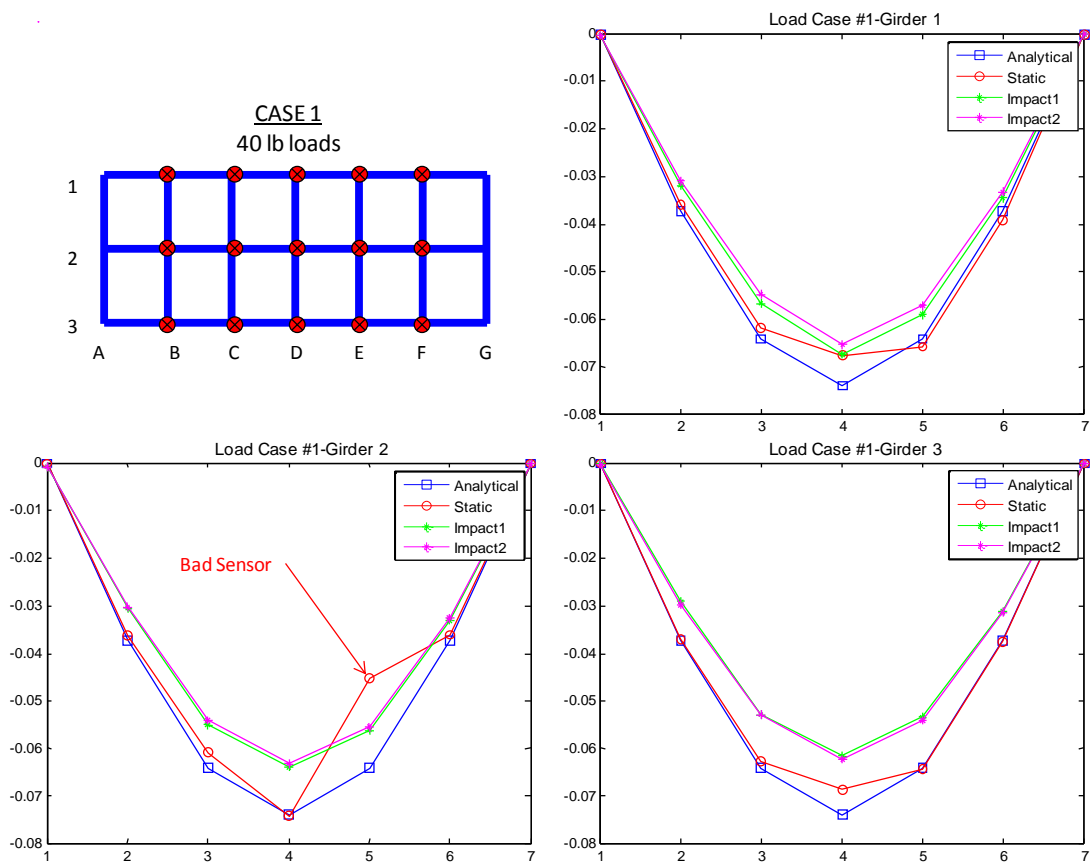 CASE 1
40 lb loads
1
2
3
A B C D E F G
Load Case #1-Girder 1
0
-0.01
-0.02
-0.03
-0.04
-0.05
-0.06
-0.07
-0.08
1 2 3 4 5 6 7
Analytical
Static
Impact1
Impact2
Load Case #1-Girder 2
0
-0.01
-0.02
-0.03
-0.04
-0.05
-0.06
-0.07
-0.08
1 2 3 4 5 6 7
Analytical
Static
Impact1
Impact2
Bad Sensor
Load Case #1-Girder 3
0
-0.01
-0.02
-0.03
-0.04
-0.05
-0.06
-0.07
-0.08
1 2 3 4 5 6 7
Analytical
Static
Impact1
Impact2